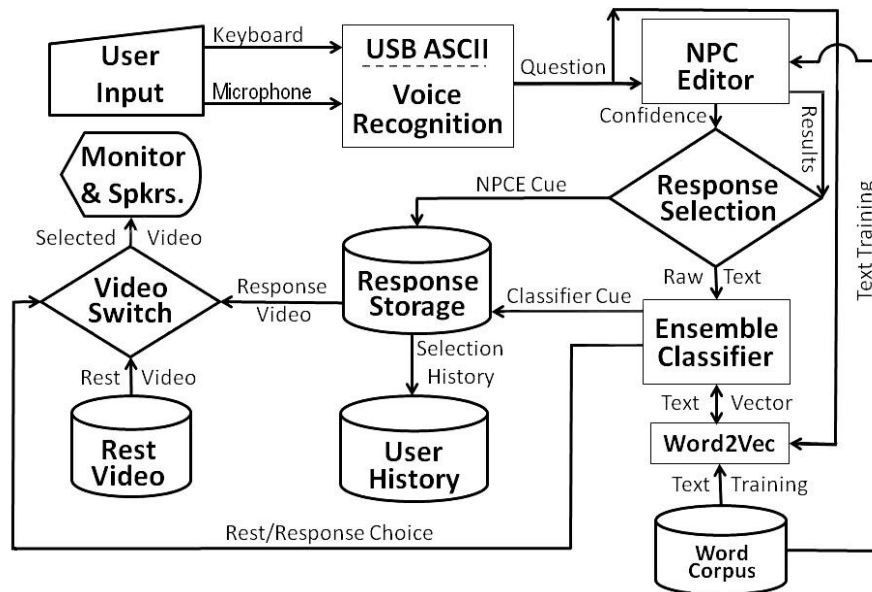 User
Input
Keyboard
Microphone
USB ASCII
Voice
Recognition
Question
NPC
Editor
Confidence
Results
Text Training
Monitor
& Spkrs.
Selected Video
NPCE Cue
Response
Selection
Raw Text
Video
Switch
Response
Video
Response
Storage
Classifier Cue
Ensemble
Classifier
Selection
History
Rest Video
Rest
Video
User
History
Text Vector
Word2Vec
Text Training
Rest/Response Choice
Word
Corpus